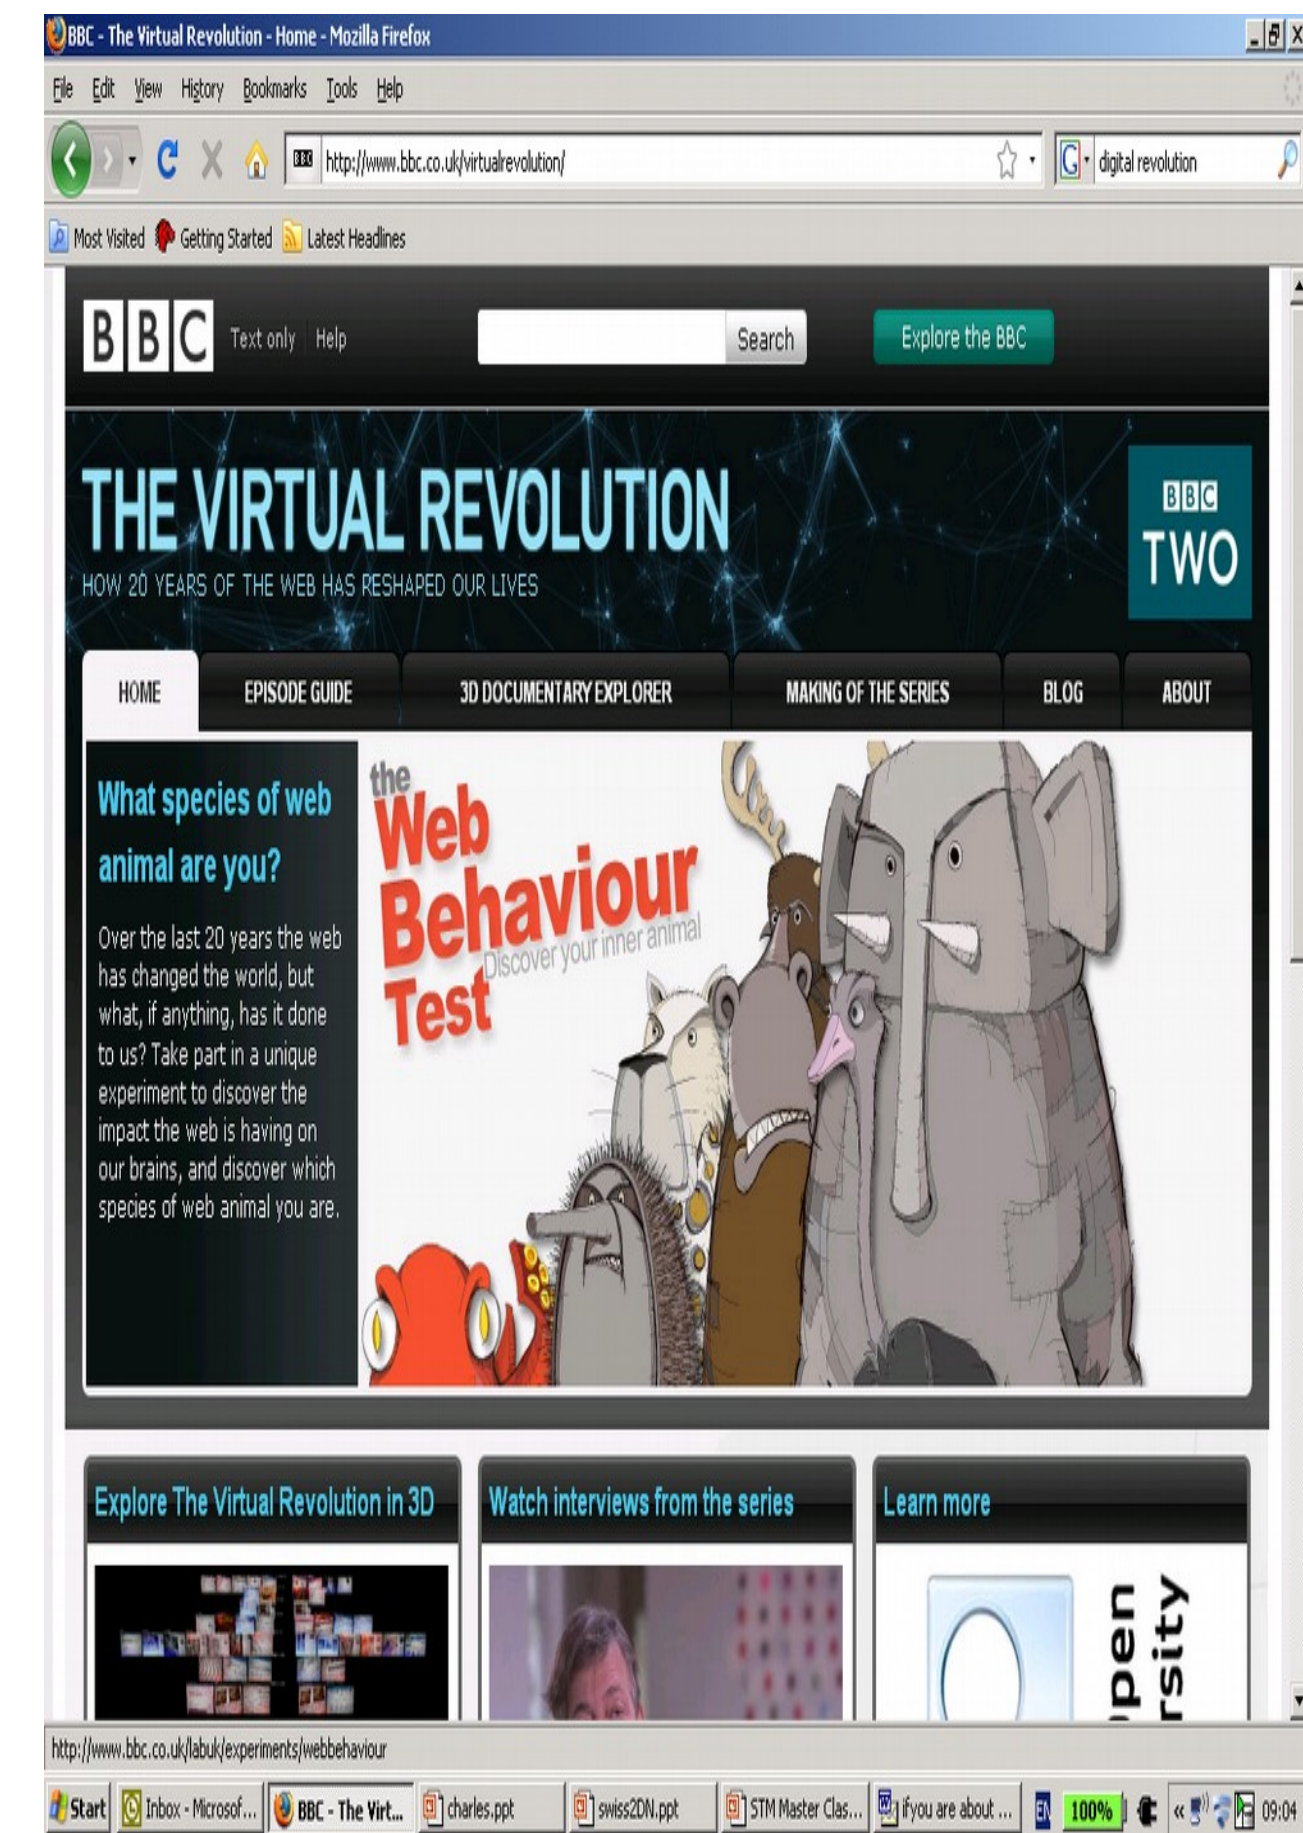 BBC - The Virtual Revolution - Home - Mozilla Firefox
File Edit View History Bookmarks Tools Help
http://www.bbc.co.uk/virtualrevolution/ G digital revolution
Most Visited Getting Started Latest Headlines
BBC Text only Help Search Explore the BBC
THE VIRTUAL REVOLUTION
HOW 20 YEARS OF THE WEB HAS RESHAPED OUR LIVES
BBC
TWO
HOME EPISODE GUIDE 3D DOCUMENTARY EXPLORER MAKING OF THE SERIES BLOG ABOUT
What species of web
animal are you?
Over the last 20 years the web
has changed the world, but
what, if anything, has it done
to us? Take part in a unique
experiment to discover the
impact the web is having on
our brains, and discover which
species of web animal you are.
the
Web
Behaviour
Discover your inner animal
Test
Explore The Virtual Revolution in 3D
Watch interviews from the series
Learn more
pen
rsity
http://www.bbc.co.uk/labuk/experiments/webbehaviour
Start Inbox - Microsof... BBC - The Virt... charles.ppt swiss2DN.ppt STM Master Clas... ifyou are about ... EN 100% « 09:04